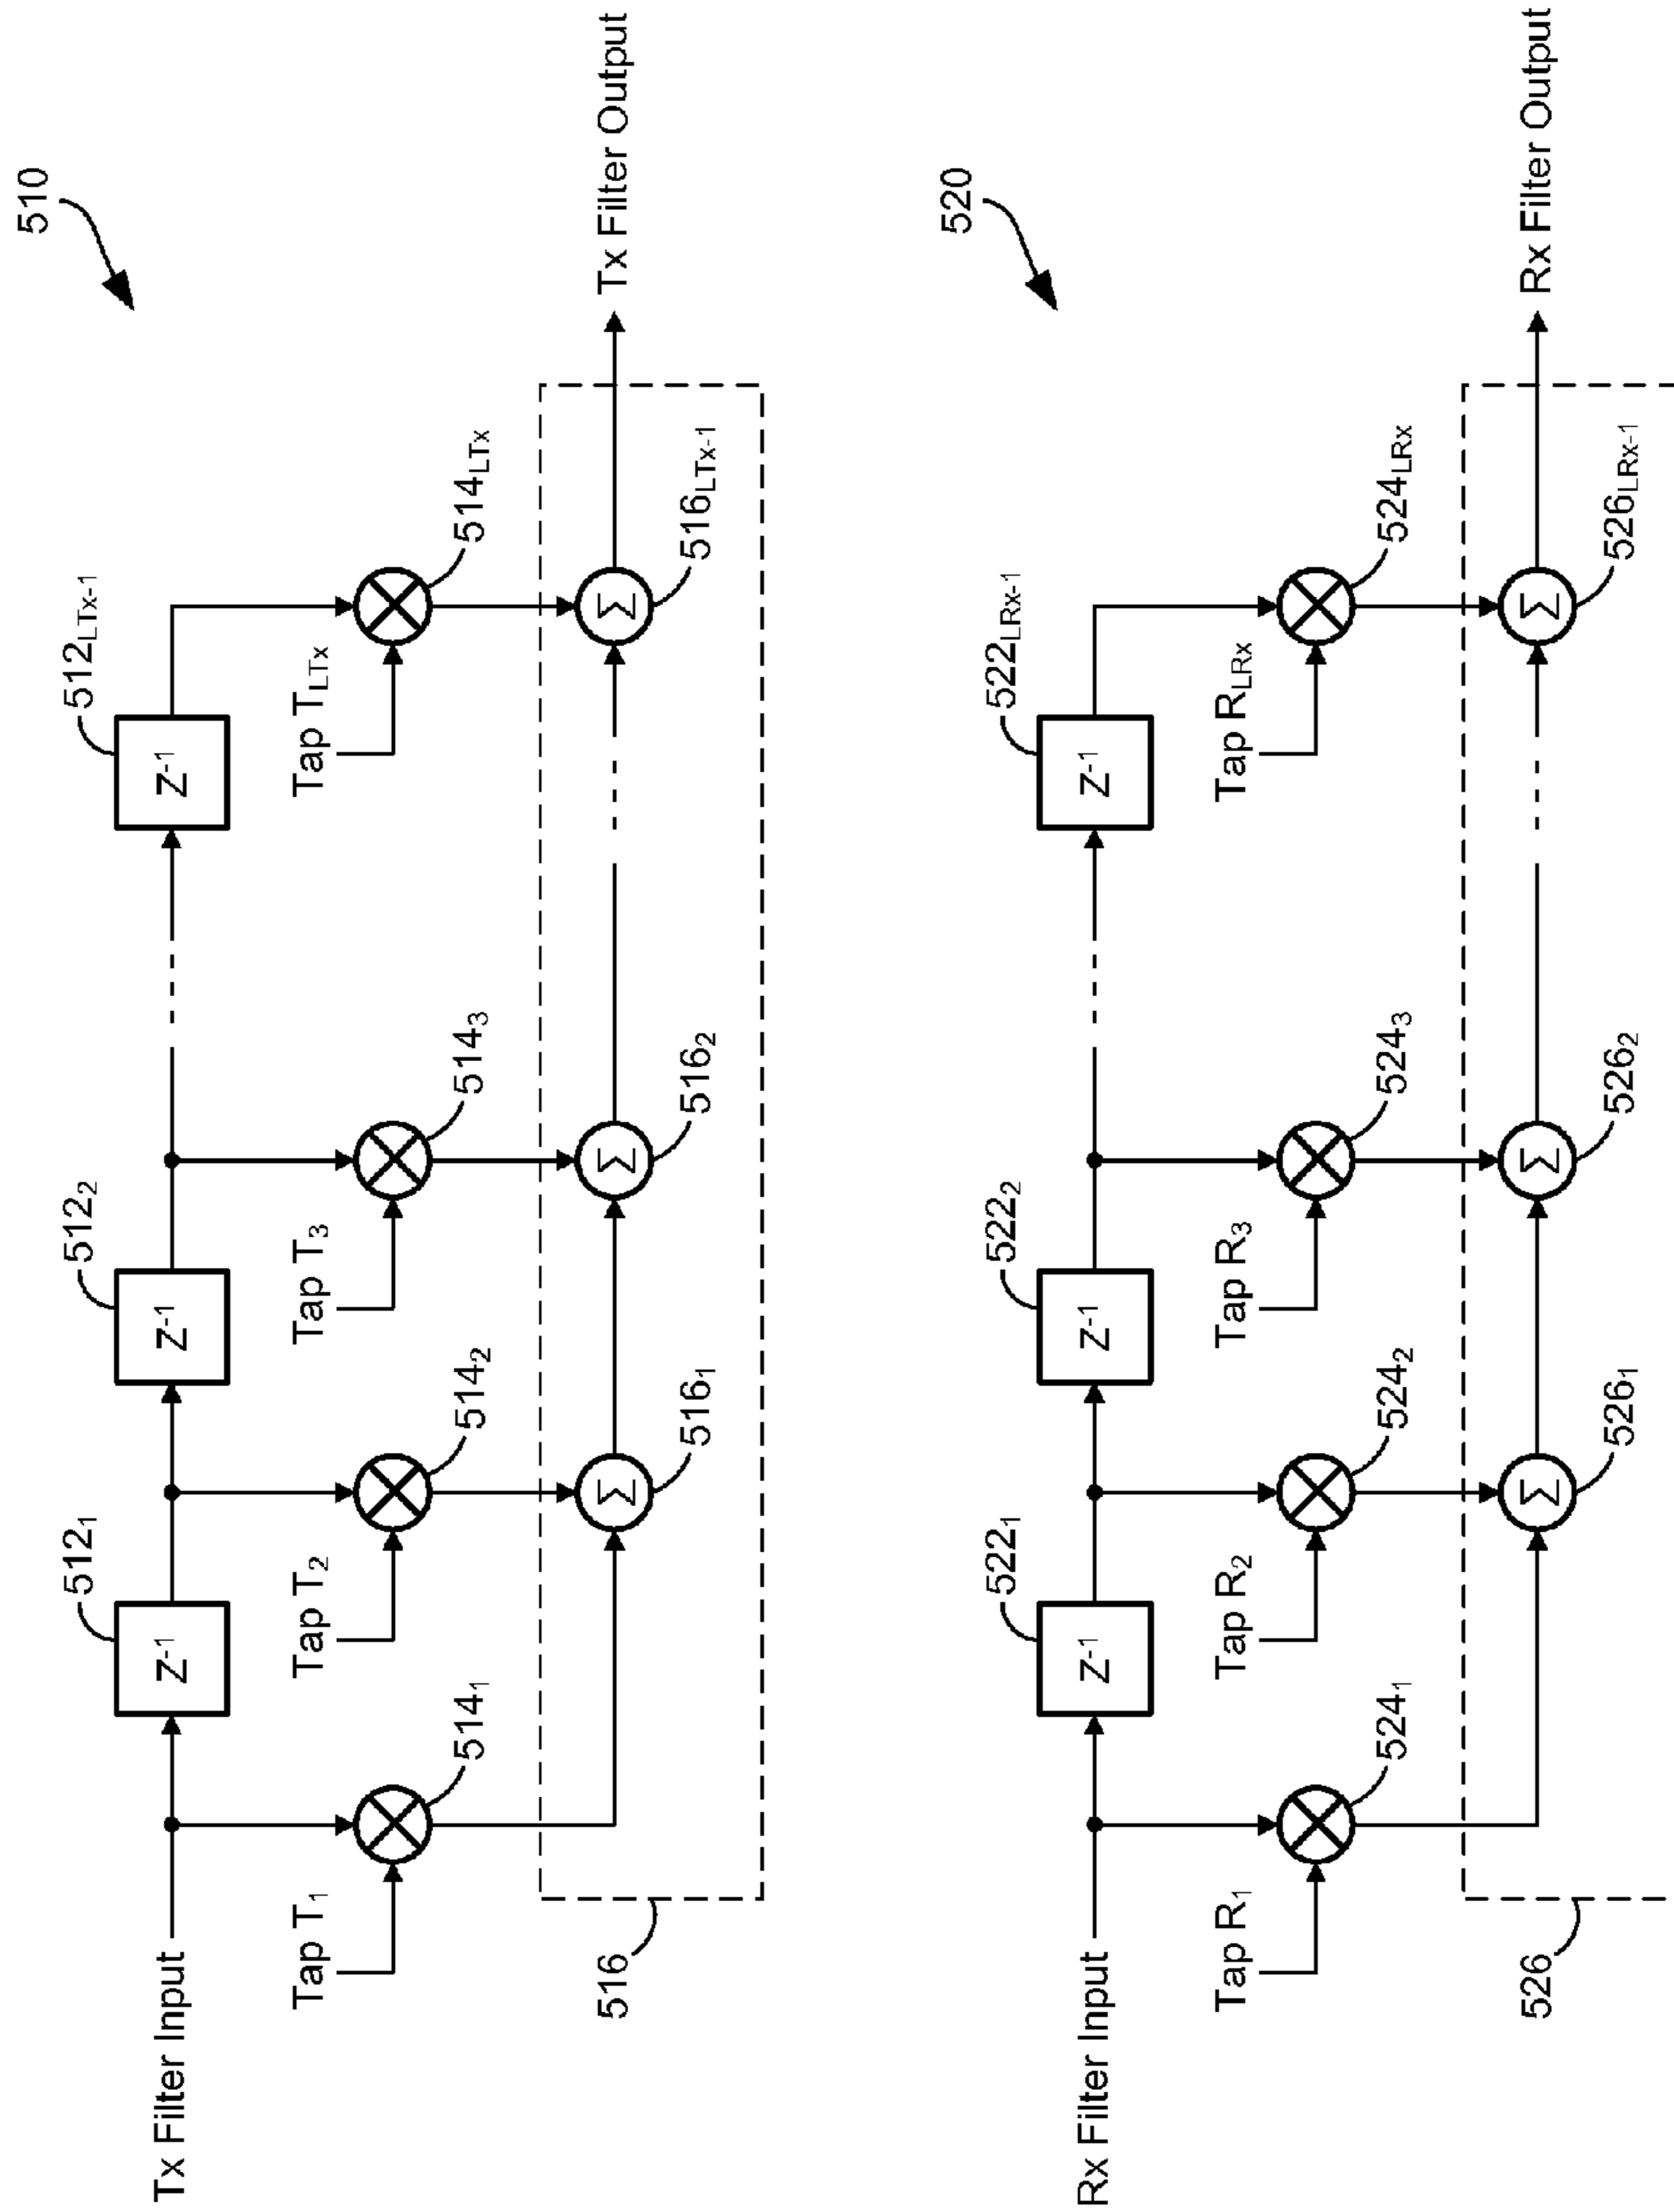 510
512₁
512₂
512LTx-1
Tx Filter Input
Z⁻¹
Z⁻¹
Z⁻¹
Tap T₁
Tap T₂
Tap T₃
Tap TLTx
514₁
514₂
514₃
514LTx
Σ
Σ
Σ
Tx Filter Output
516
516₁
516₂
516LTx-1
520
522₁
522₂
522LRx-1
Rx Filter Input
Z⁻¹
Z⁻¹
Z⁻¹
Tap R₁
Tap R₂
Tap R₃
Tap RLRx
524₁
524₂
524₃
524LRx
Σ
Σ
Σ
Rx Filter Output
526
526₁
526₂
526LRx-1